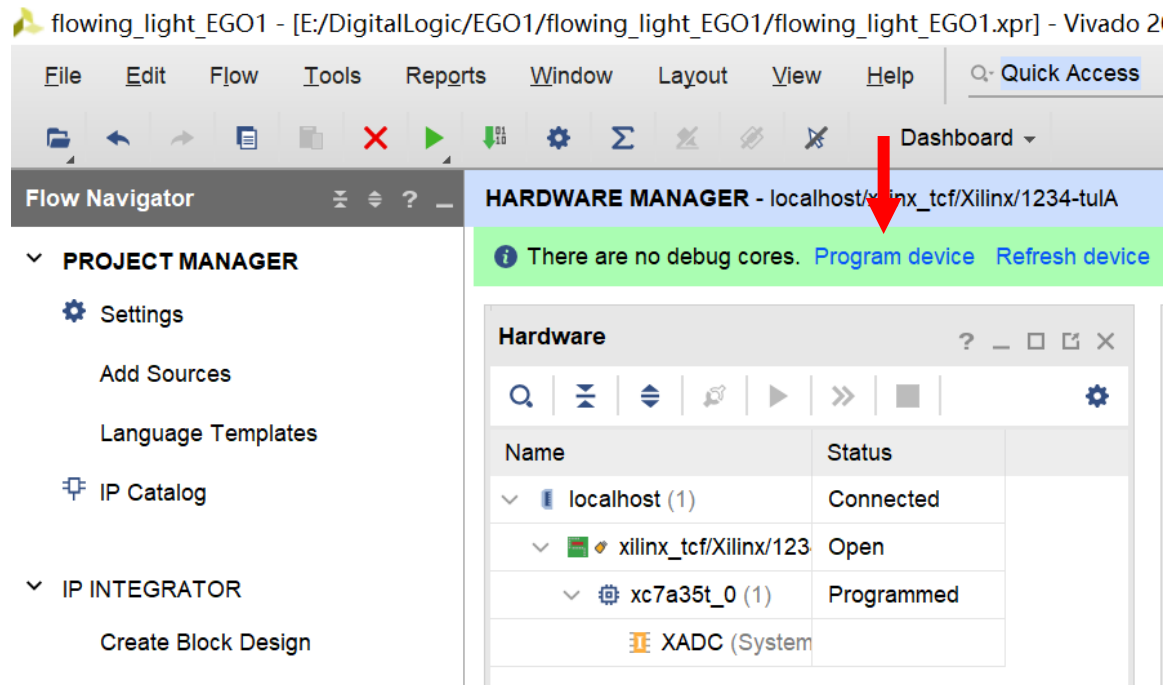 flowing_light_EGO1 - [E:/DigitalLogic/EGO1/flowing_light_EGO1/flowing_light_EGO1.xpr] - Vivado 20
File Edit Flow Tools Reports Window Layout View Help Quick Access
Dashboard
Flow Navigator ? _
HARDWARE MANAGER - localhost/xilinx_tcf/Xilinx/1234-tulA
There are no debug cores. Program device Refresh device
PROJECT MANAGER
Settings
Add Sources
Language Templates
IP Catalog
IP INTEGRATOR
Create Block Design
Hardware ? _
Name Status
localhost (1) Connected
xilinx_tcf/Xilinx/123 Open
xc7a35t_0 (1) Programmed
XADC (System